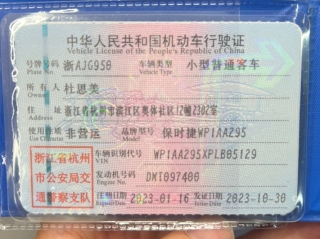 中华人民共和国机动车行驶证
Vehicle License of the People's Republic of China
号牌号码 浙AJG958 车辆类型 小型普通客车
Plate No. Vehicle Type
所有人 杜恩美
Owner
住址 浙江省杭州市滨江区奥体社区12幢2302室
Address
使用性质 非营运 品牌型号 保时捷WP1AA295
Model
浙江省杭州
市公安局交
通警察支队
车辆识别代号 WP1AA295XPLB05129
VIN
发动机号码 DMT097400
Engine No.
注册日期 2023-01-16 发证日期 2023-10-30
Register Date Issue Date